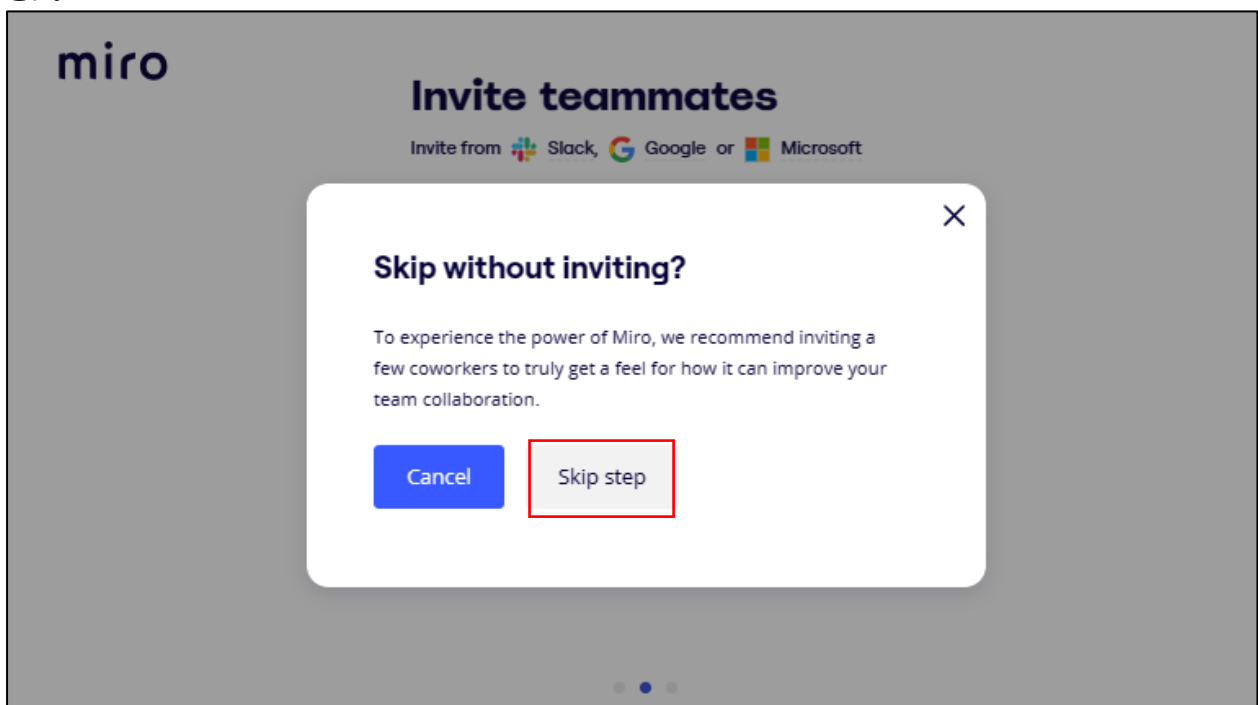 miro
Invite teammates
Invite from Slack, Google or Microsoft
Skip without inviting?
To experience the power of Miro, we recommend inviting a
few coworkers to truly get a feel for how it can improve your
team collaboration.
Cancel Skip step